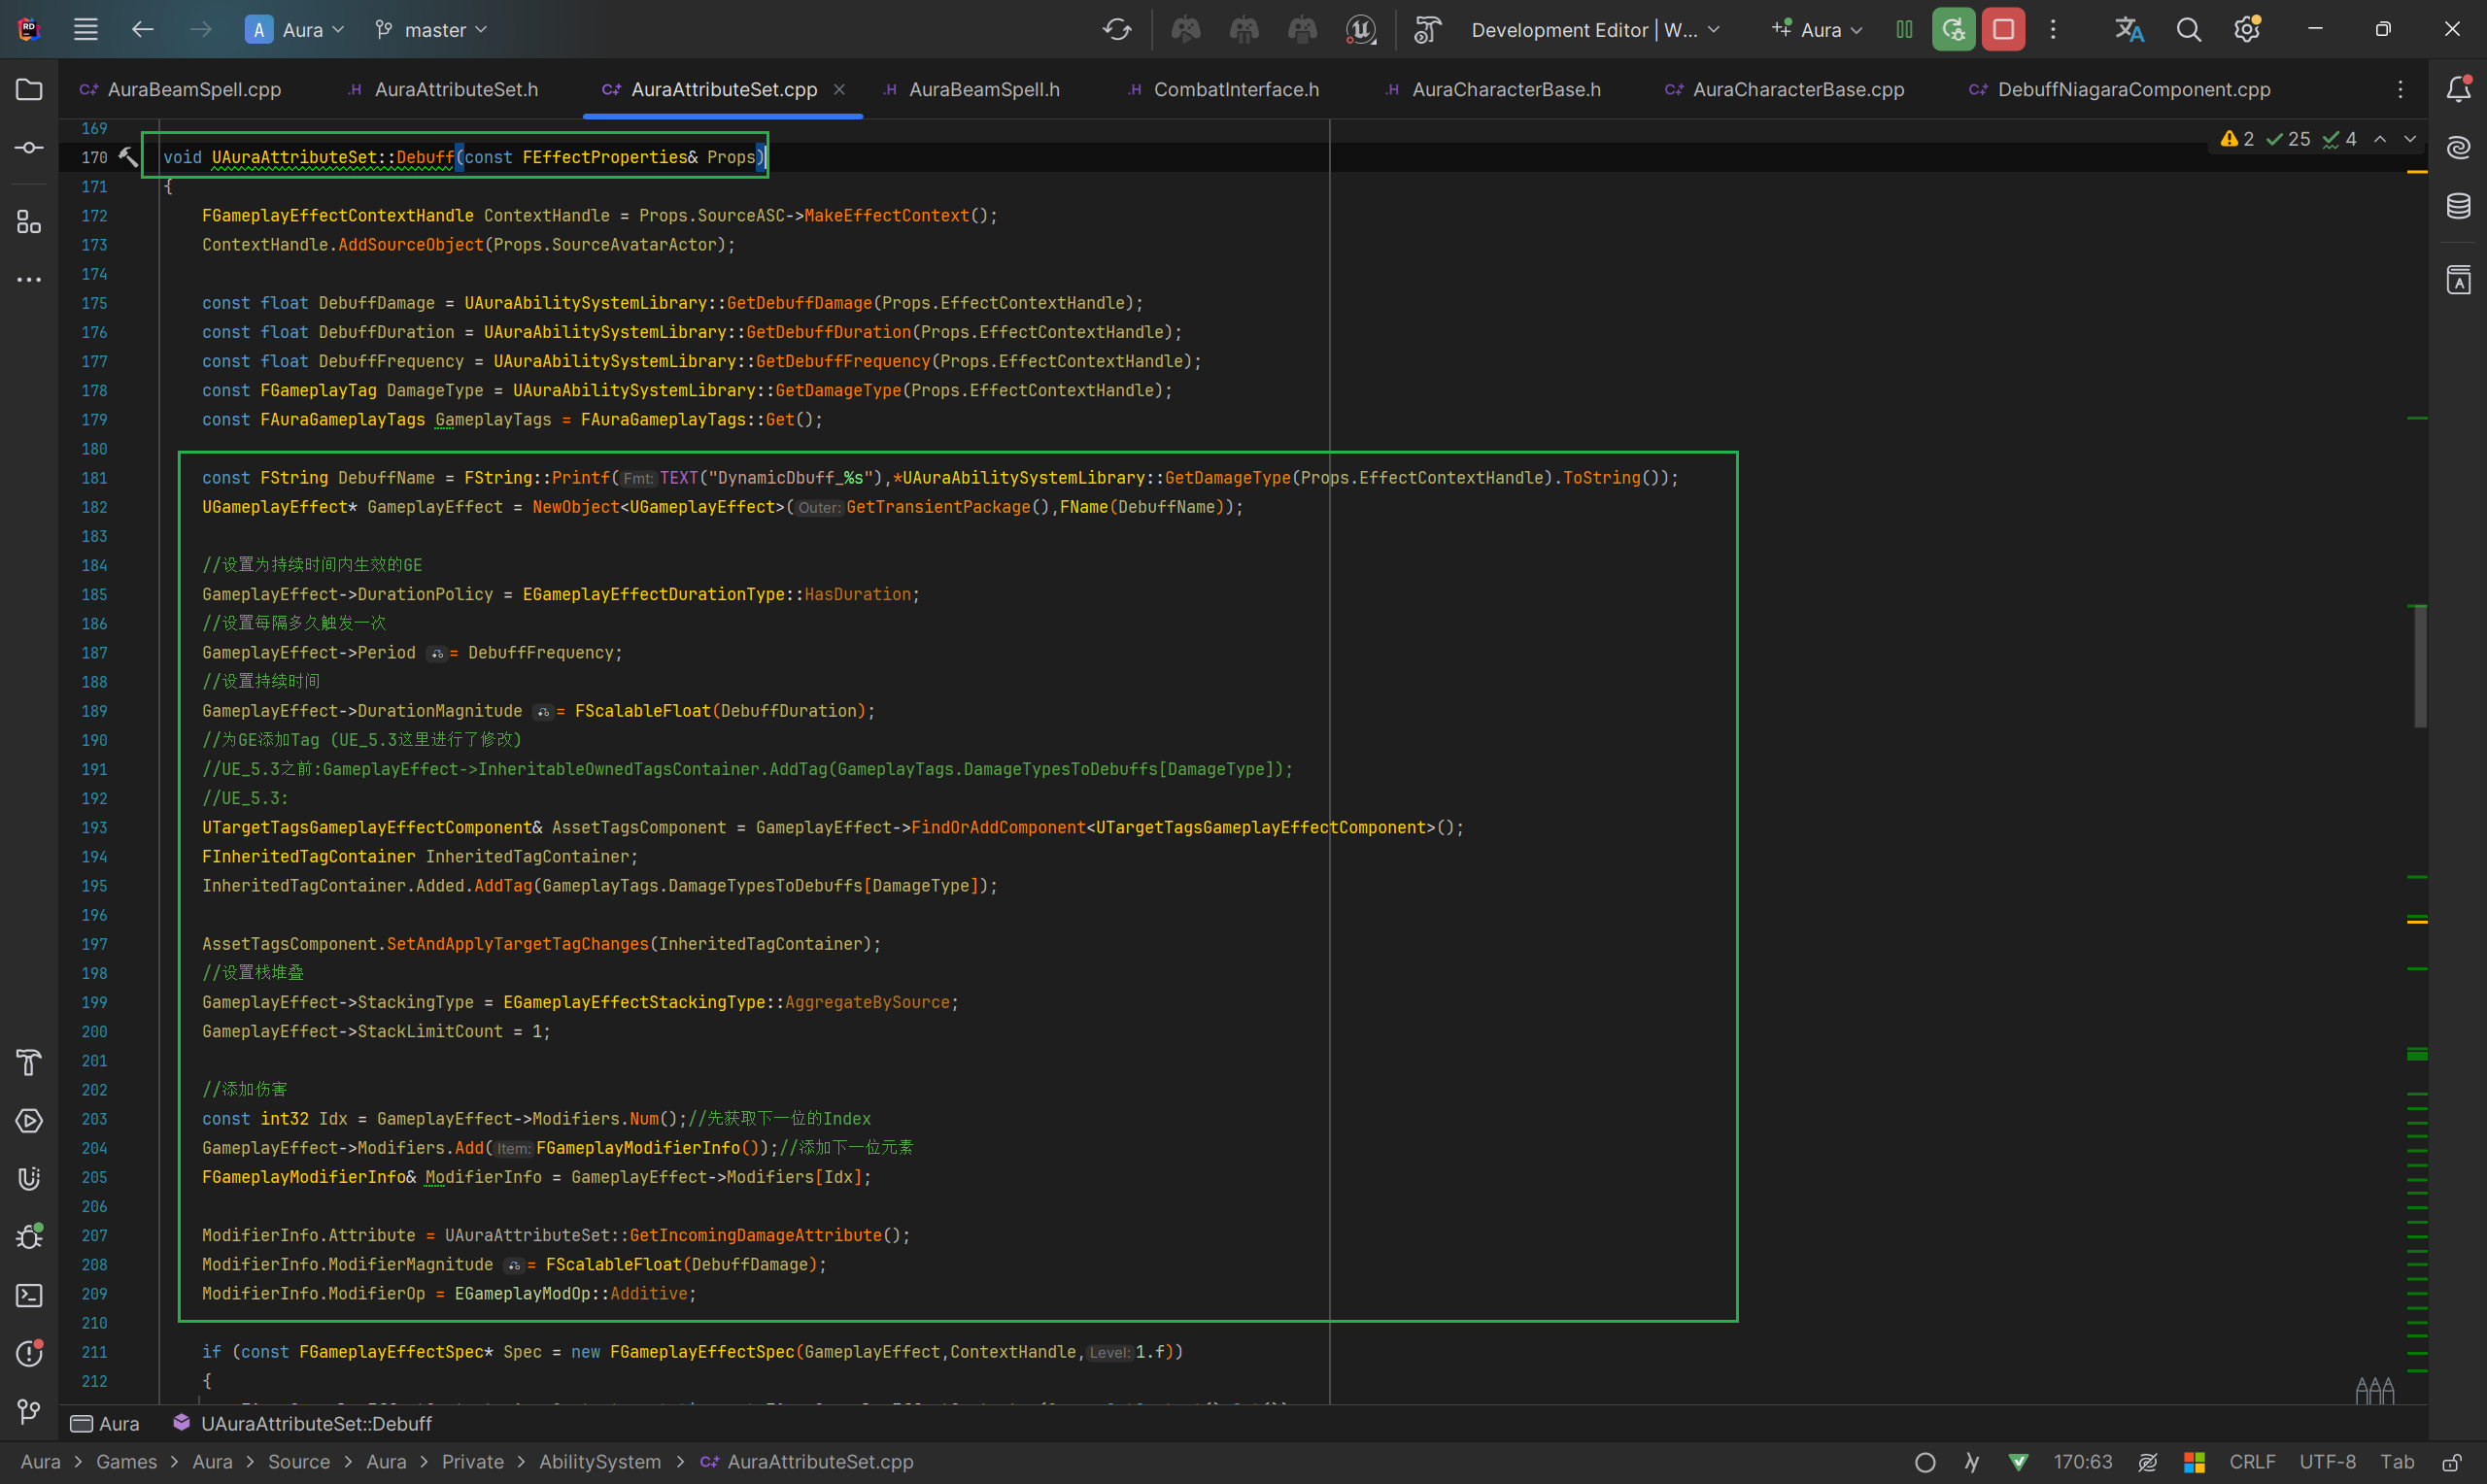 RD
A Aura
master
Development Editor | W...
Aura
AuraBeamSpell.cpp
.H AuraAttributeSet.h
AuraAttributeSet.cpp
.H AuraBeamSpell.h
.H CombatInterface.h
.H AuraCharacterBase.h
AuraCharacterBase.cpp
DebuffNiagaraComponent.cpp
2 25 4
169
170 void UAuraAttributeSet::Debuff(const FEffectProperties& Props)
171 {
172 FGameplayEffectContextHandle ContextHandle = Props.SourceASC->MakeEffectContext();
173 ContextHandle.AddSourceObject(Props.SourceAvatarActor);
174
175 const float DebuffDamage = UAuraAbilitySystemLibrary::GetDebuffDamage(Props.EffectContextHandle);
176 const float DebuffDuration = UAuraAbilitySystemLibrary::GetDebuffDuration(Props.EffectContextHandle);
177 const float DebuffFrequency = UAuraAbilitySystemLibrary::GetDebuffFrequency(Props.EffectContextHandle);
178 const FGameplayTag DamageType = UAuraAbilitySystemLibrary::GetDamageType(Props.EffectContextHandle);
179 const FAuraGameplayTags GameplayTags = FAuraGameplayTags::Get();
180
181 const FString DebuffName = FString::Printf(Fmt: TEXT("DynamicDbuff_%s"),*UAuraAbilitySystemLibrary::GetDamageType(Props.EffectContextHandle).ToString());
182 UGameplayEffect* GameplayEffect = NewObject<UGameplayEffect>(Outer: GetTransientPackage(),FName(DebuffName));
183
184 //设置为持续时间内生效的GE
185 GameplayEffect->DurationPolicy = EGameplayEffectDurationType::HasDuration;
186 //设置每隔多久触发一次
187 GameplayEffect->Period = DebuffFrequency;
188 //设置持续时间
189 GameplayEffect->DurationMagnitude = FScalableFloat(DebuffDuration);
190 //为GE添加Tag (UE_5.3这里进行了修改)
191 //UE_5.3之前:GameplayEffect->InheritableOwnedTagsContainer.AddTag(GameplayTags.DamageTypesToDebuffs[DamageType]);
192 //UE_5.3:
193 UTargetTagsGameplayEffectComponent& AssetTagsComponent = GameplayEffect->FindOrAddComponent<UTargetTagsGameplayEffectComponent>();
194 FInheritedTagContainer InheritedTagContainer;
195 InheritedTagContainer.Added.AddTag(GameplayTags.DamageTypesToDebuffs[DamageType]);
196
197 AssetTagsComponent.SetAndApplyTargetTagChanges(InheritedTagContainer);
198 //设置栈堆叠
199 GameplayEffect->StackingType = EGameplayEffectStackingType::AggregateBySource;
200 GameplayEffect->StackLimitCount = 1;
201
202 //添加伤害
203 const int32 Idx = GameplayEffect->Modifiers.Num();//先获取下一位的Index
204 GameplayEffect->Modifiers.Add(Item: FGameplayModifierInfo());//添加下一位元素
205 FGameplayModifierInfo& ModifierInfo = GameplayEffect->Modifiers[Idx];
206
207 ModifierInfo.Attribute = UAuraAttributeSet::GetIncomingDamageAttribute();
208 ModifierInfo.ModifierMagnitude = FScalableFloat(DebuffDamage);
209 ModifierInfo.ModifierOp = EGameplayModOp::Additive;
210
211 if (const FGameplayEffectSpec* Spec = new FGameplayEffectSpec(GameplayEffect,ContextHandle,Level: 1.f))
212 {
Aura UAuraAttributeSet::Debuff
Aura > Games > Aura > Source > Aura > Private > AbilitySystem > AuraAttributeSet.cpp
170:63 CRLF UTF-8 Tab